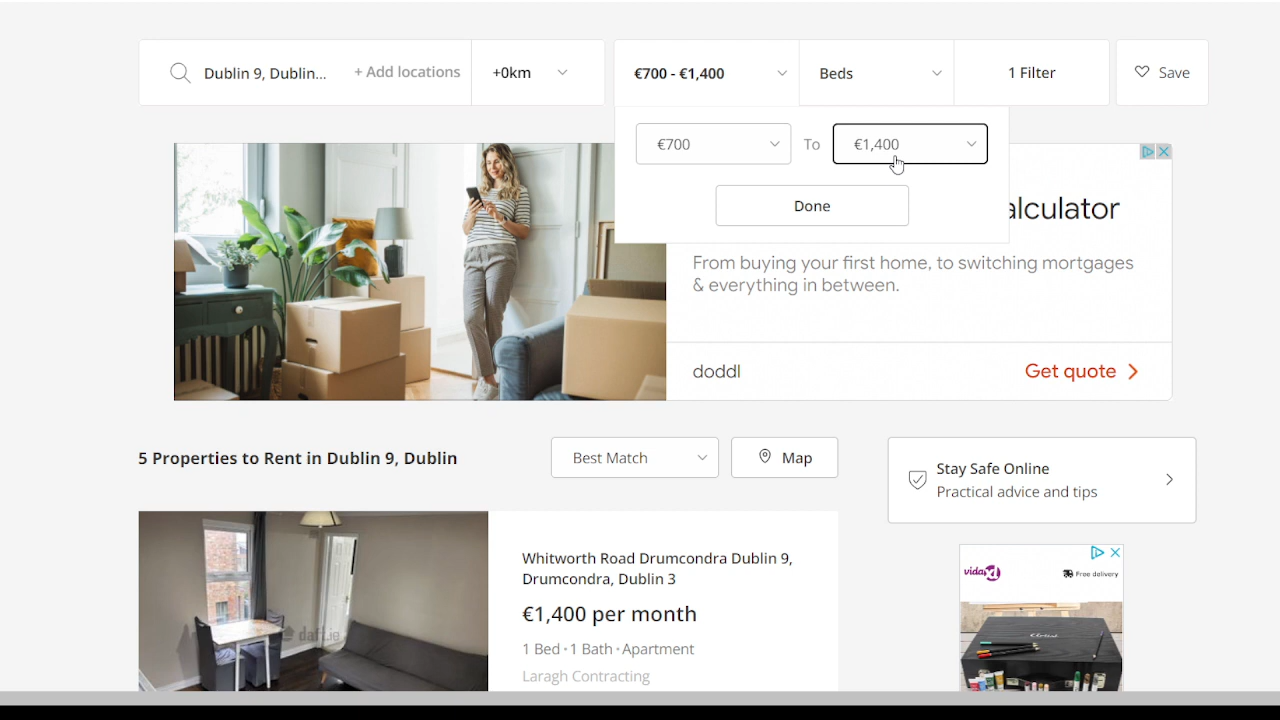 Dublin 9, Dublin... + Add locations +0km €700 - €1,400 Beds 1 Filter Save
€700 To €1,400
Done
alculator
From buying your first home, to switching mortgages
& everything in between.
doddl Get quote
5 Properties to Rent in Dublin 9, Dublin
Best Match Map
Stay Safe Online
Practical advice and tips
Whitworth Road Drumcondra Dublin 9,
Drumcondra, Dublin 3
€1,400 per month
1 Bed · 1 Bath · Apartment
Laragh Contracting
daft.ie
vidaXL Free delivery